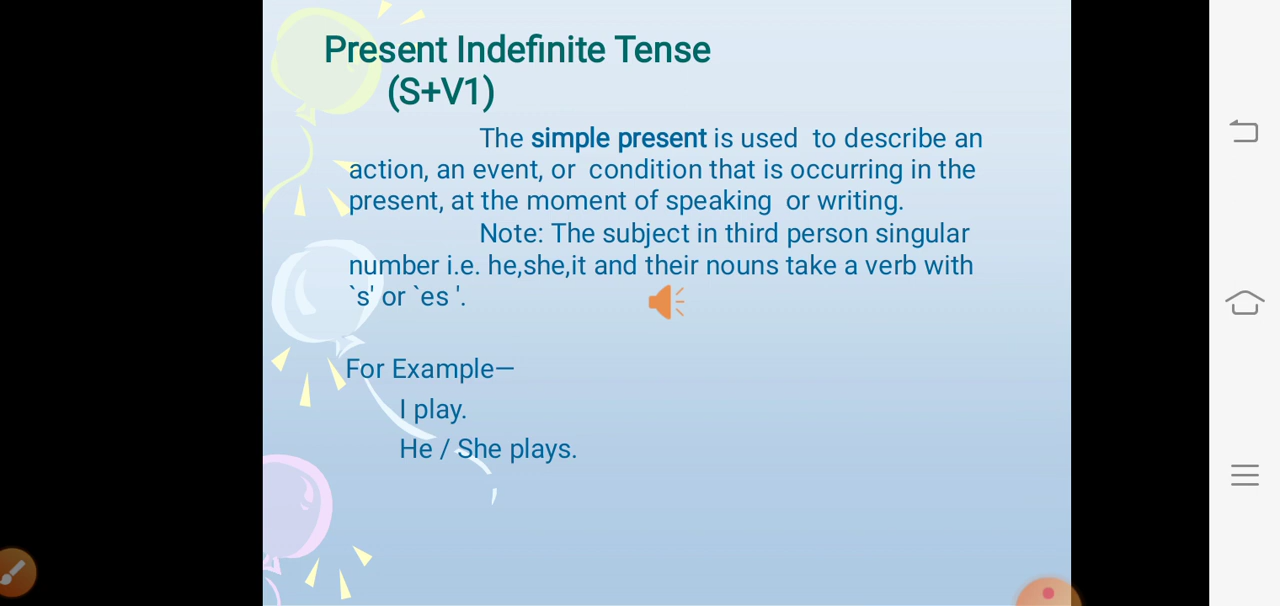 Present Indefinite Tense
(S+V1)
The simple present is used  to describe an
action, an event, or  condition that is occurring in the
present, at the moment of speaking  or writing.
Note: The subject in third person singular
number i.e. he,she,it and their nouns take a verb with
`s' or `es '.
For Example—
I play.
He / She plays.